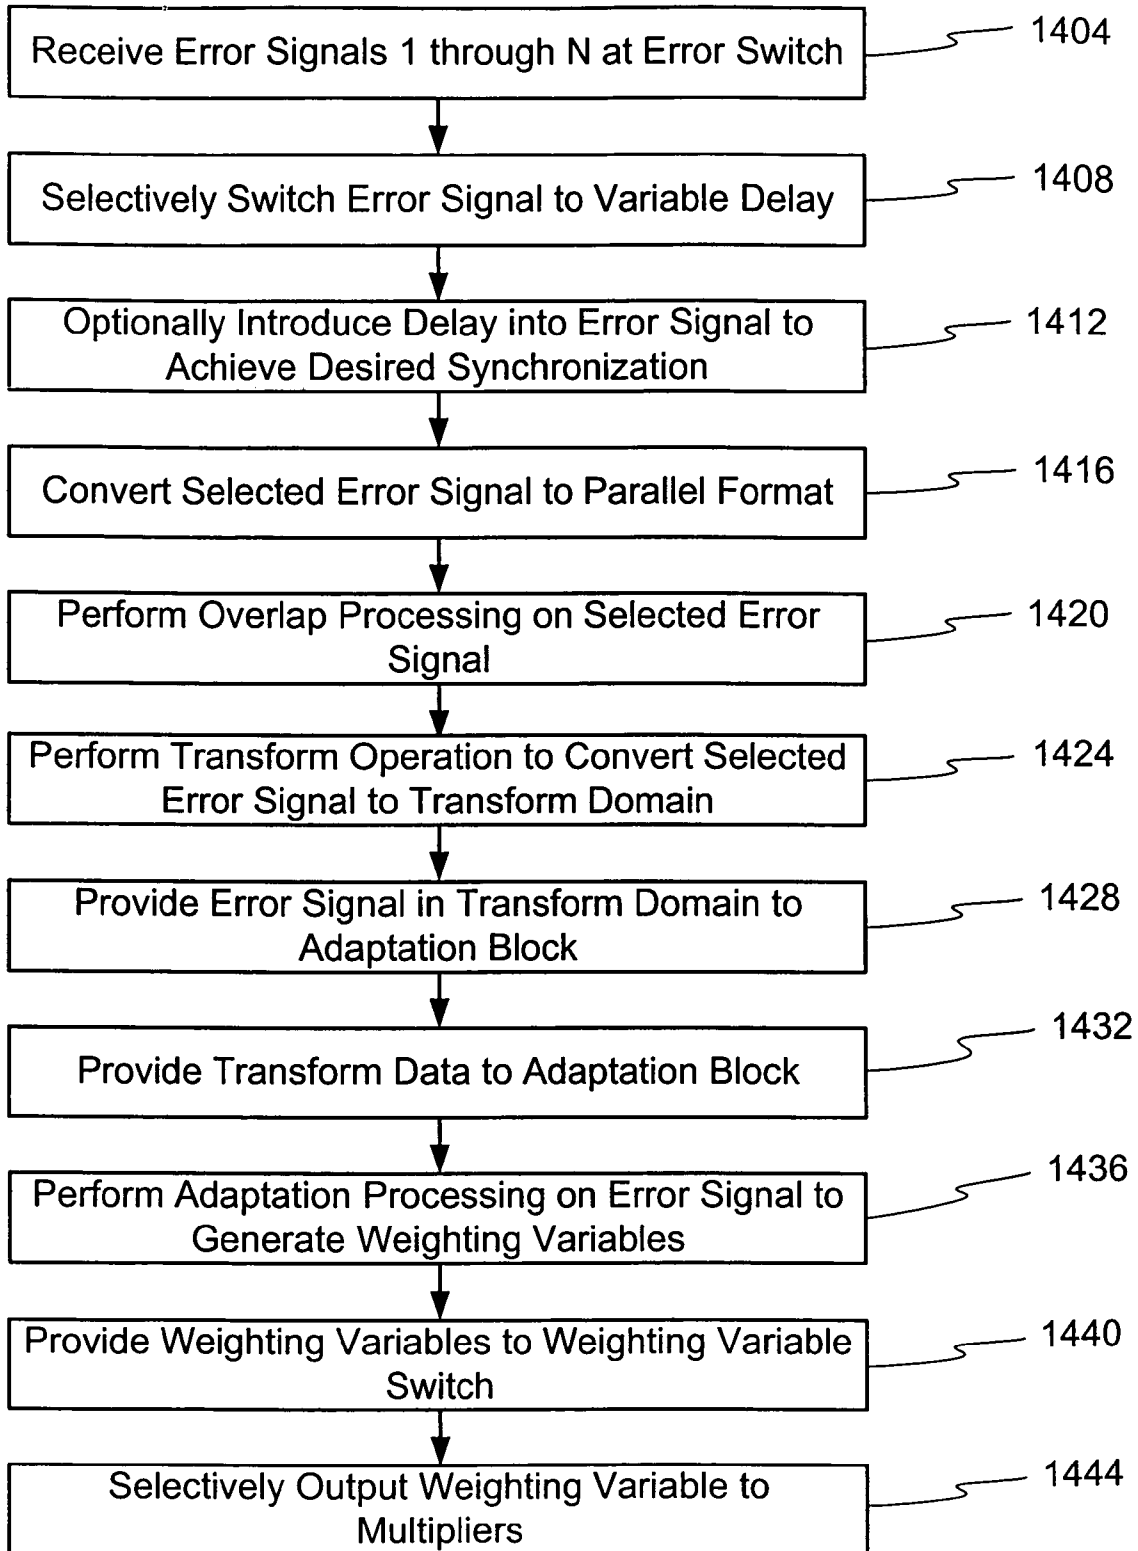 Receive Error Signals 1 through N at Error Switch
1404
Selectively Switch Error Signal to Variable Delay
1408
Optionally Introduce Delay into Error Signal to
Achieve Desired Synchronization
1412
Convert Selected Error Signal to Parallel Format
1416
Perform Overlap Processing on Selected Error
Signal
1420
Perform Transform Operation to Convert Selected
Error Signal to Transform Domain
1424
Provide Error Signal in Transform Domain to
Adaptation Block
1428
Provide Transform Data to Adaptation Block
1432
Perform Adaptation Processing on Error Signal to
Generate Weighting Variables
1436
Provide Weighting Variables to Weighting Variable
Switch
1440
Selectively Output Weighting Variable to
Multipliers
1444